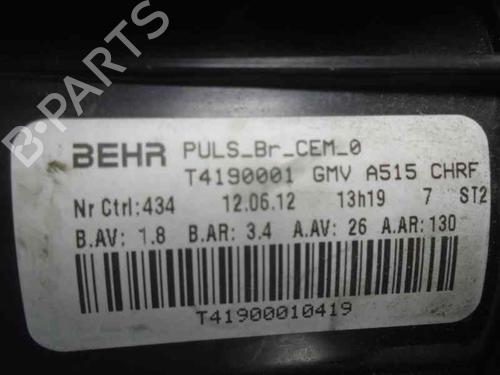 B-PARTS
BEHR PULS_Br_CEM_0
T4190001 GMV A515 CHRF
Nr Ctrl:434 12.06.12 13h19 7 ST2
B.AV: 1.8 B.AR: 3.4 A.AV: 26 A.AR: 130
T41900010419